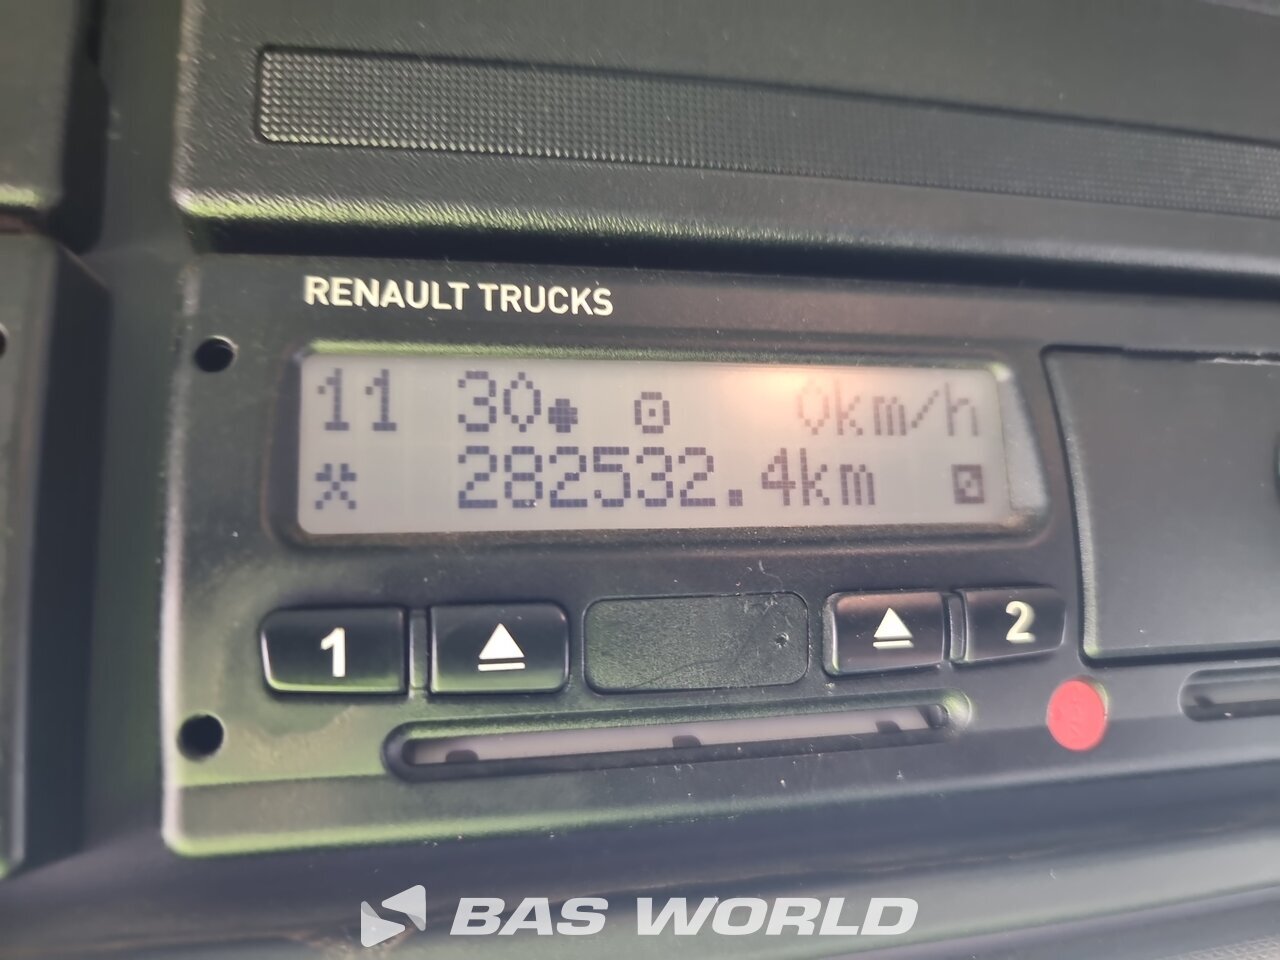 RENAULT TRUCKS
11 30 0km/h
282532.4km
1 2
BAS WORLD